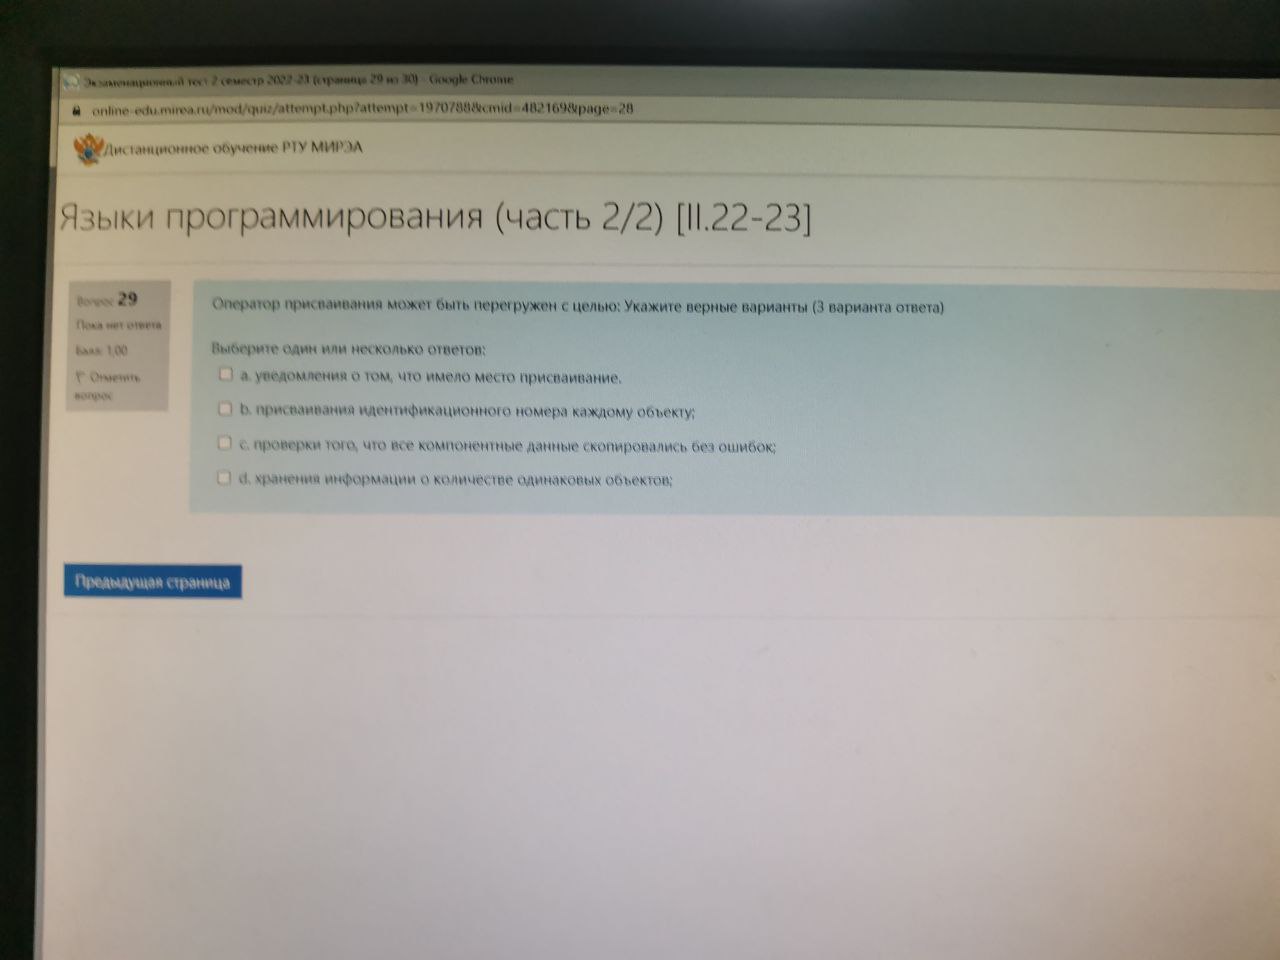 Экзаменационный тест 2 семестр 2022-23 (страница 29 из 30) - Google Chrome
online-edu.mirea.ru/mod/quiz/attempt.php?attempt=1970788&cmid=482169&page=28
Дистанционное обучение РТУ МИРЭА
Языки программирования (часть 2/2) [II.22-23]
Вопрос 29
Пока нет ответа
Балл: 1,00
Отметить
вопрос
Оператор присваивания может быть перегружен с целью: Укажите верные варианты (3 варианта ответа)
Выберите один или несколько ответов:
a. уведомления о том, что имело место присваивание.
b. присваивания идентификационного номера каждому объекту;
c. проверки того, что все компонентные данные скопировались без ошибок;
d. хранения информации о количестве одинаковых объектов;
Предыдущая страница